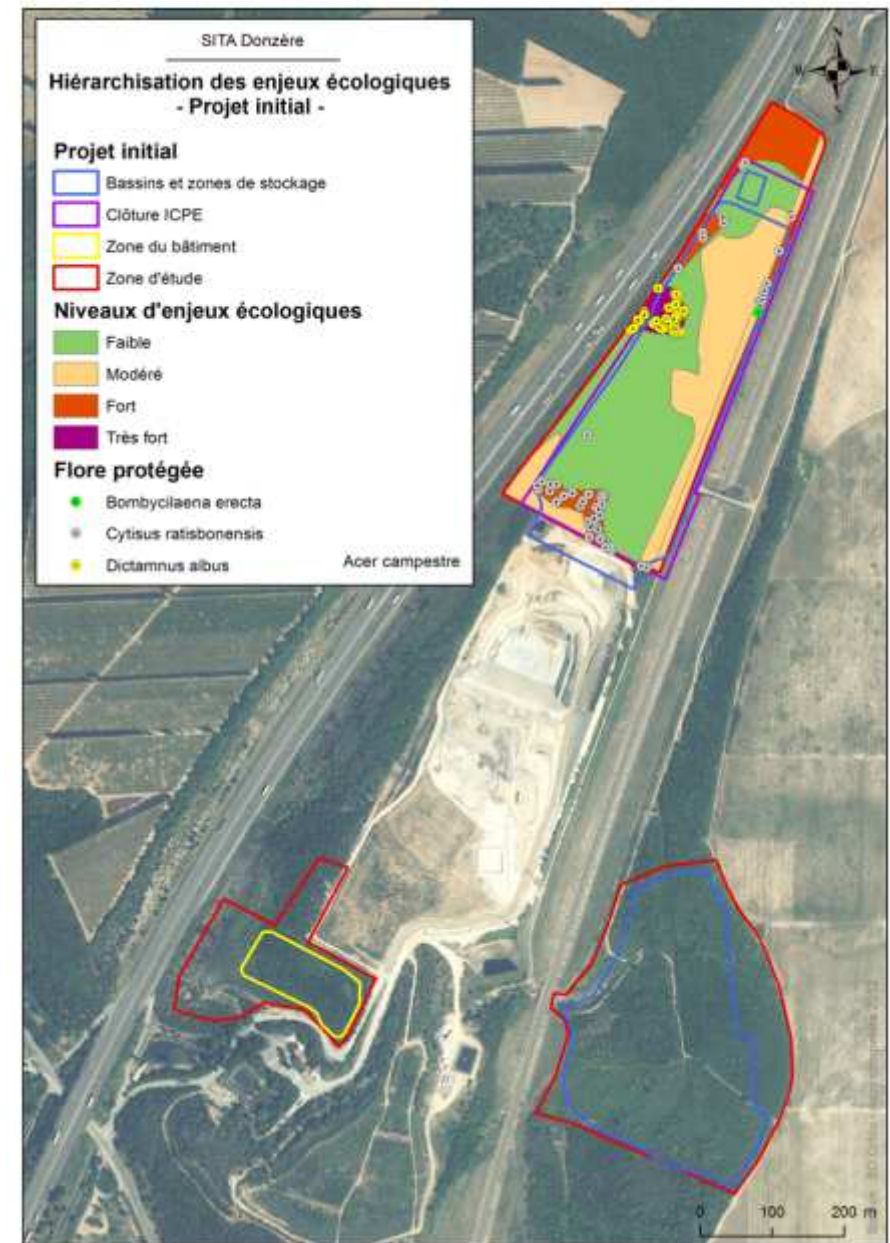 SITA Donzère
Hiérarchisation des enjeux écologiques
- Projet initial -
Projet initial
Bassins et zones de stockage
Clôture ICPE
Zone du bâtiment
Zone d'étude
Niveaux d'enjeux écologiques
Faible
Modéré
Fort
Très fort
Flore protégée
Bombycilaena erecta
Cytisus ratisbonensis
Dictamnus albus
Acer campestre
N
W
E
0 100 200 m